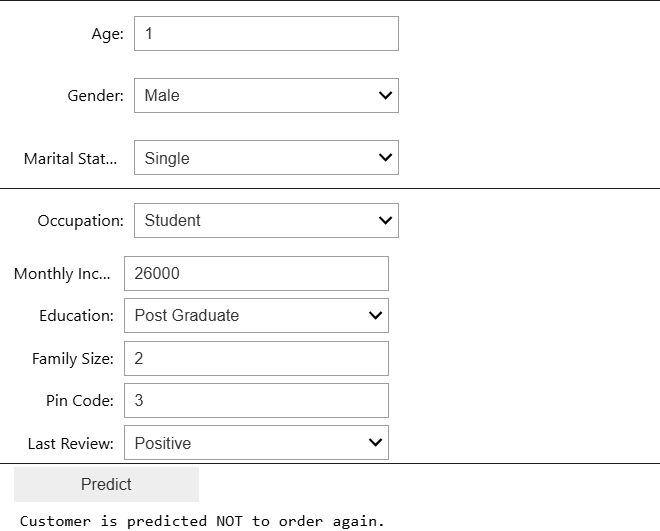 Age: 1
Gender: Male
Marital Stat... Single
Occupation: Student
Monthly Inc... 26000
Education: Post Graduate
Family Size: 2
Pin Code: 3
Last Review: Positive
Predict
Customer is predicted NOT to order again.